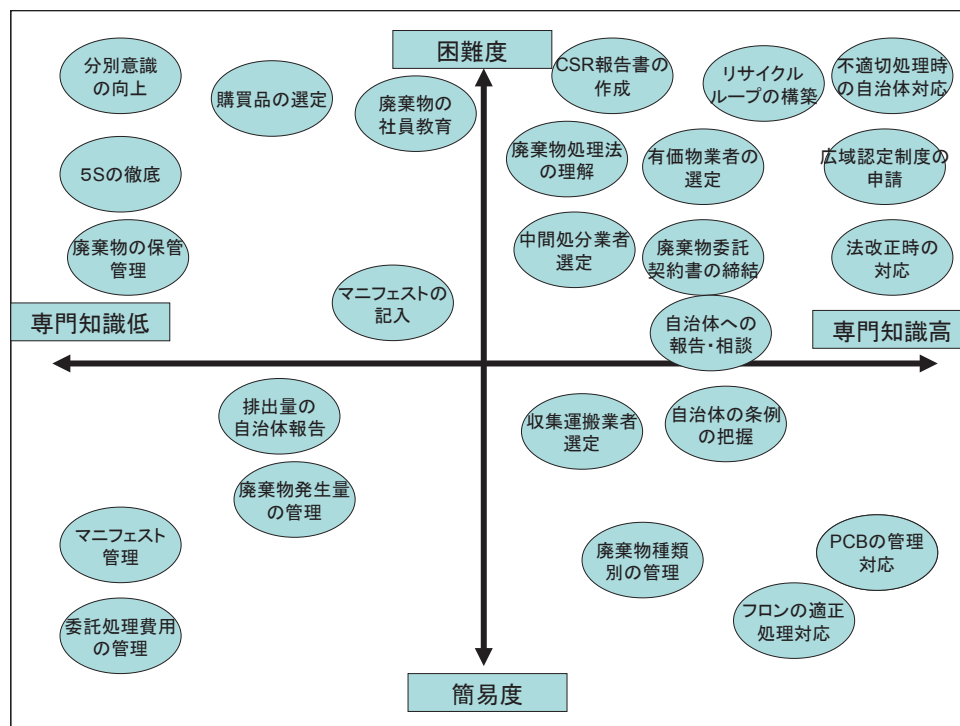 困難度
分別意識
の向上
購買品の選定
廃棄物の
社員教育
CSR報告書の
作成
リサイクル
ループの構築
不適切処理時
の自治体対応
5Sの徹底
廃棄物処理法
の理解
有価物業者の
選定
広域認定制度の
申請
廃棄物の保管
管理
中間処分業者
選定
廃棄物委託
契約書の締結
法改正時の
対応
マニフェストの
記入
専門知識低
自治体への
報告・相談
専門知識高
排出量の
自治体報告
収集運搬業者
選定
自治体の条例
の把握
廃棄物発生量
の管理
マニフェスト
管理
廃棄物種類
別の管理
PCBの管理
対応
委託処理費用
の管理
フロンの適正
処理対応
簡易度